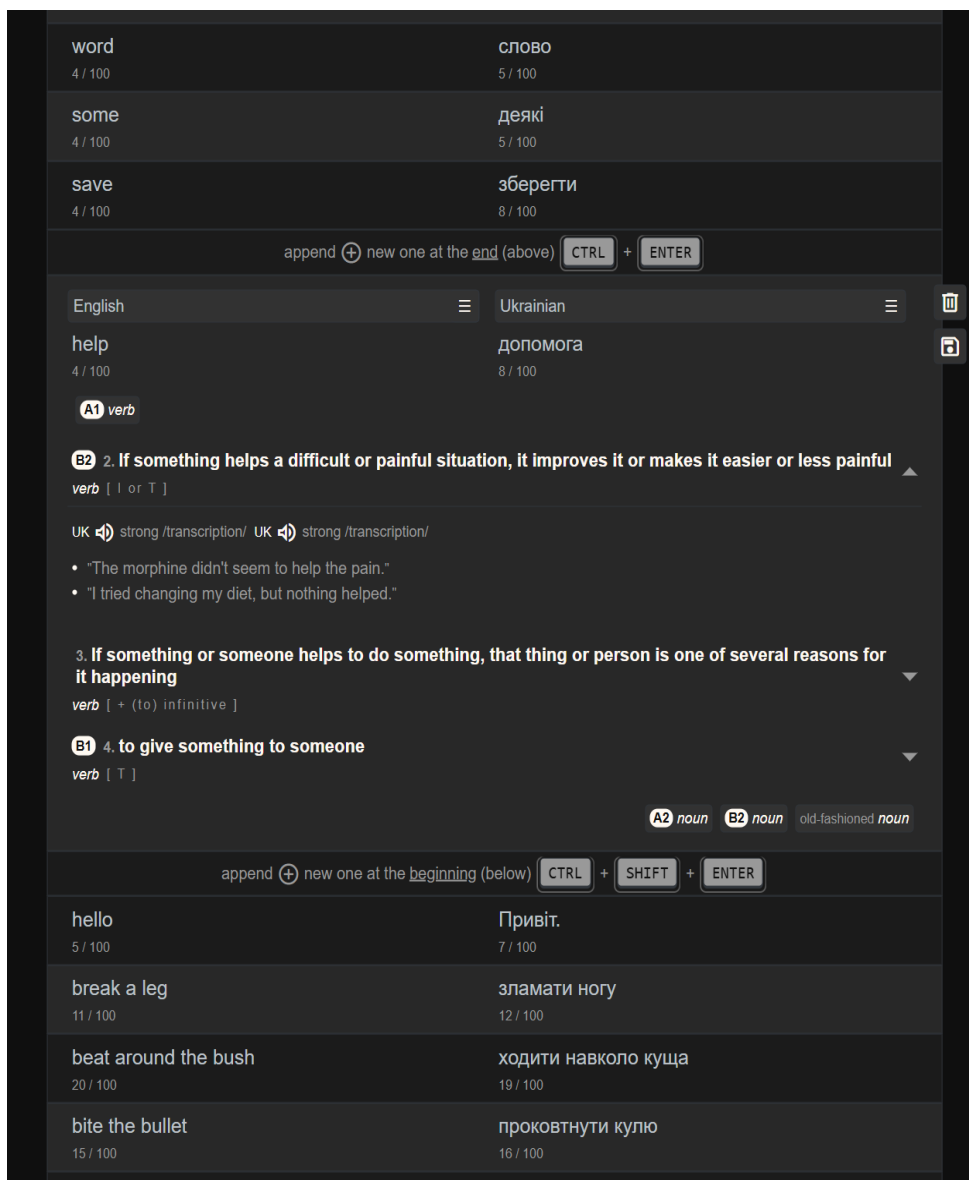 word слово
4 / 100 5 / 100
some деякі
4 / 100 5 / 100
save зберегти
4 / 100 8 / 100
append new one at the end (above) CTRL + ENTER
English Ukrainian
help допомога
4 / 100 8 / 100
A1 verb
B2 2. If something helps a difficult or painful situation, it improves it or makes it easier or less painful
verb [ I or T ]
UK strong /transcription/ UK strong /transcription/
• "The morphine didn't seem to help the pain."
• "I tried changing my diet, but nothing helped."
3. If something or someone helps to do something, that thing or person is one of several reasons for
it happening
verb [ + (to) infinitive ]
B1 4. to give something to someone
verb [ T ]
A2 noun B2 noun old-fashioned noun
append new one at the beginning (below) CTRL + SHIFT + ENTER
hello Привіт.
5 / 100 7 / 100
break a leg зламати ногу
11 / 100 12 / 100
beat around the bush ходити навколо куща
20 / 100 19 / 100
bite the bullet проковтнути кулю
15 / 100 16 / 100